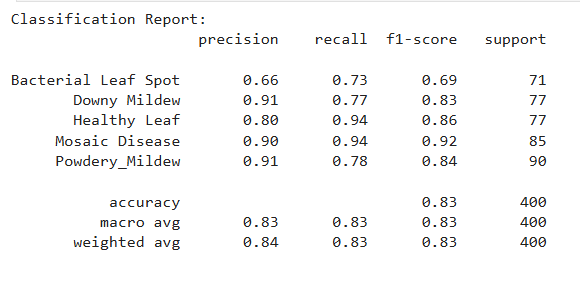 Classification Report:
precision recall f1-score support
Bacterial Leaf Spot 0.66 0.73 0.69 71
Downy Mildew 0.91 0.77 0.83 77
Healthy Leaf 0.80 0.94 0.86 77
Mosaic Disease 0.90 0.94 0.92 85
Powdery_Mildew 0.91 0.78 0.84 90
accuracy 0.83 400
macro avg 0.83 0.83 0.83 400
weighted avg 0.84 0.83 0.83 400